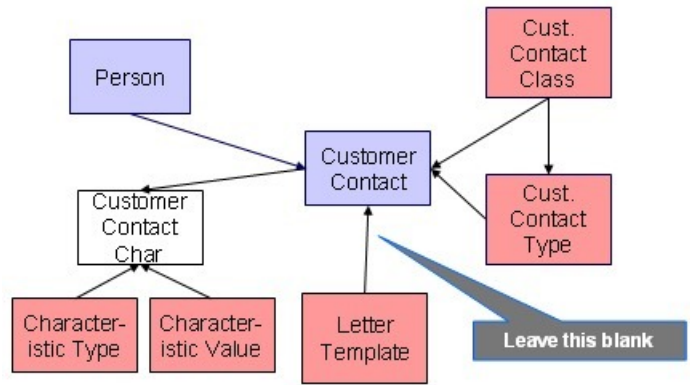 Person
Cust.
Contact
Class
Customer
Contact
Customer
Contact
Char
Cust.
Contact
Type
Character-
istic Type
Character-
istic Value
Letter
Template
Leave this blank